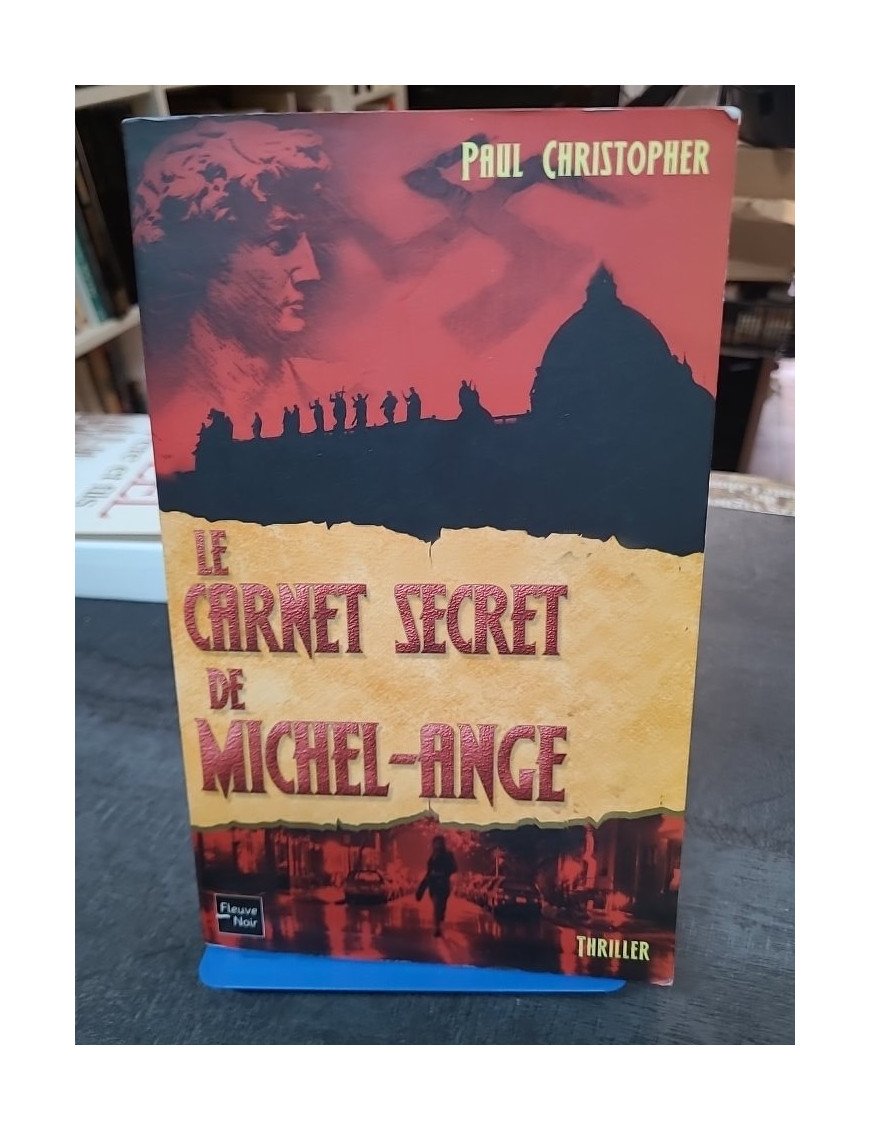 PAUL CHRISTOPHER
LE
CARNET SECRET
DE
MICHEL-ANGE
Fleuve
Noir
THRILLER